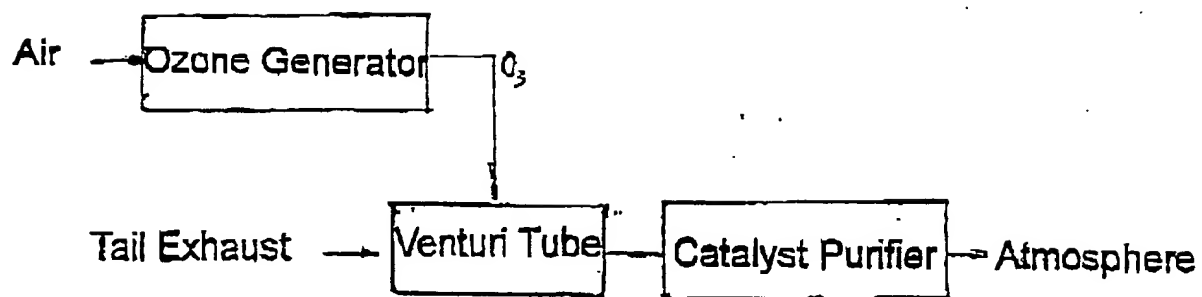 Air
Ozone Generator
O₃
Tail Exhaust
Venturi Tube
Catalyst Purifier
Atmosphere